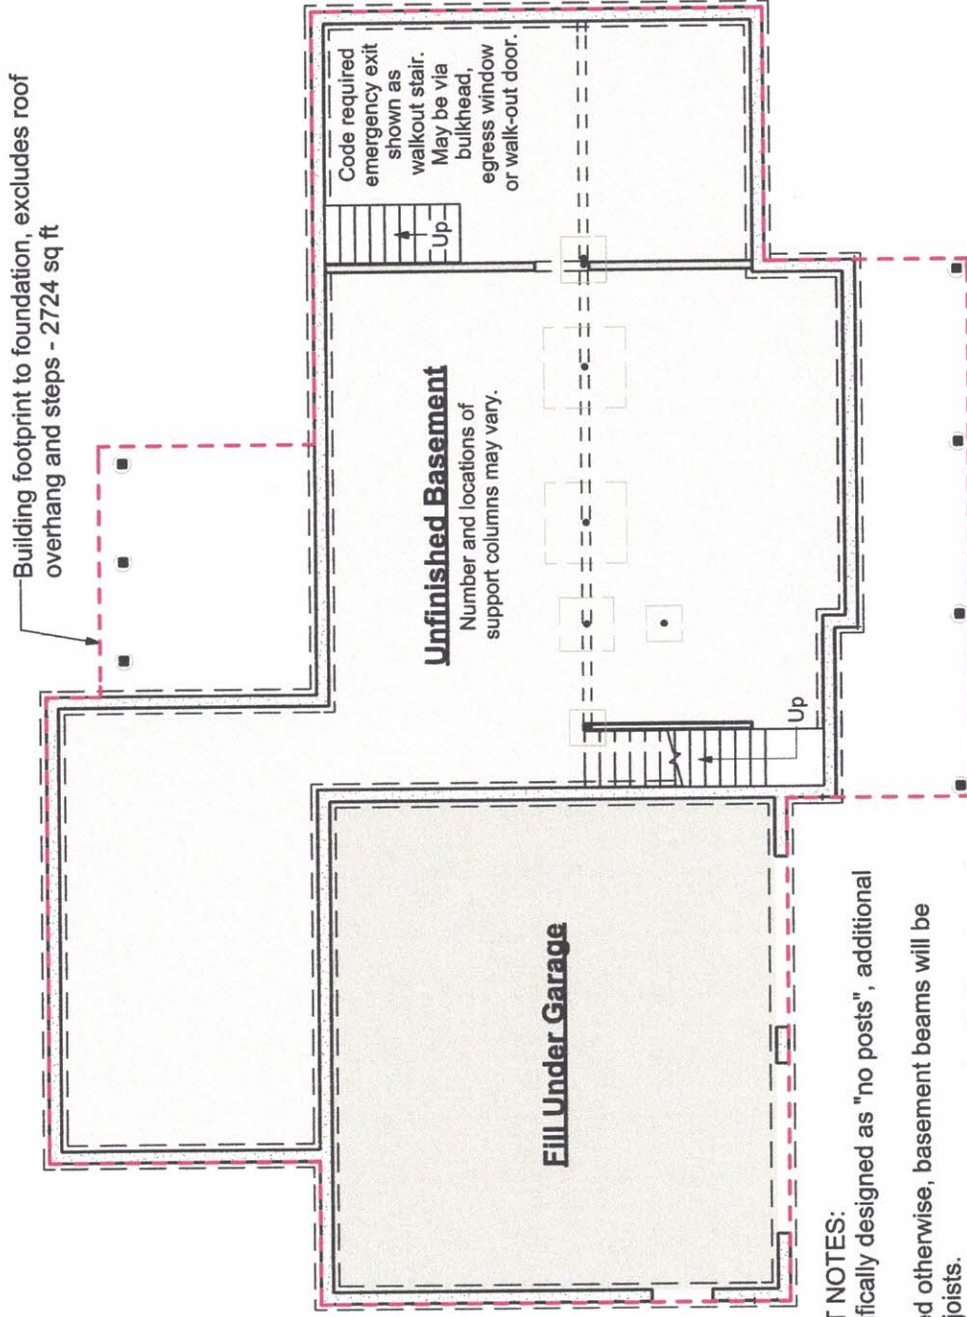 Building footprint to foundation, excludes roof
overhang and steps - 2724 sq ft
Code required
emergency exit
shown as
walkout stair.
May be via
bulkhead,
egress window
or walk-out door.
Up
Unfinished Basement
Number and locations of
support columns may vary.
Up
Fill Under Garage
NOTES:
designed as "no posts", additional
otherwise, basement beams will be
joists.